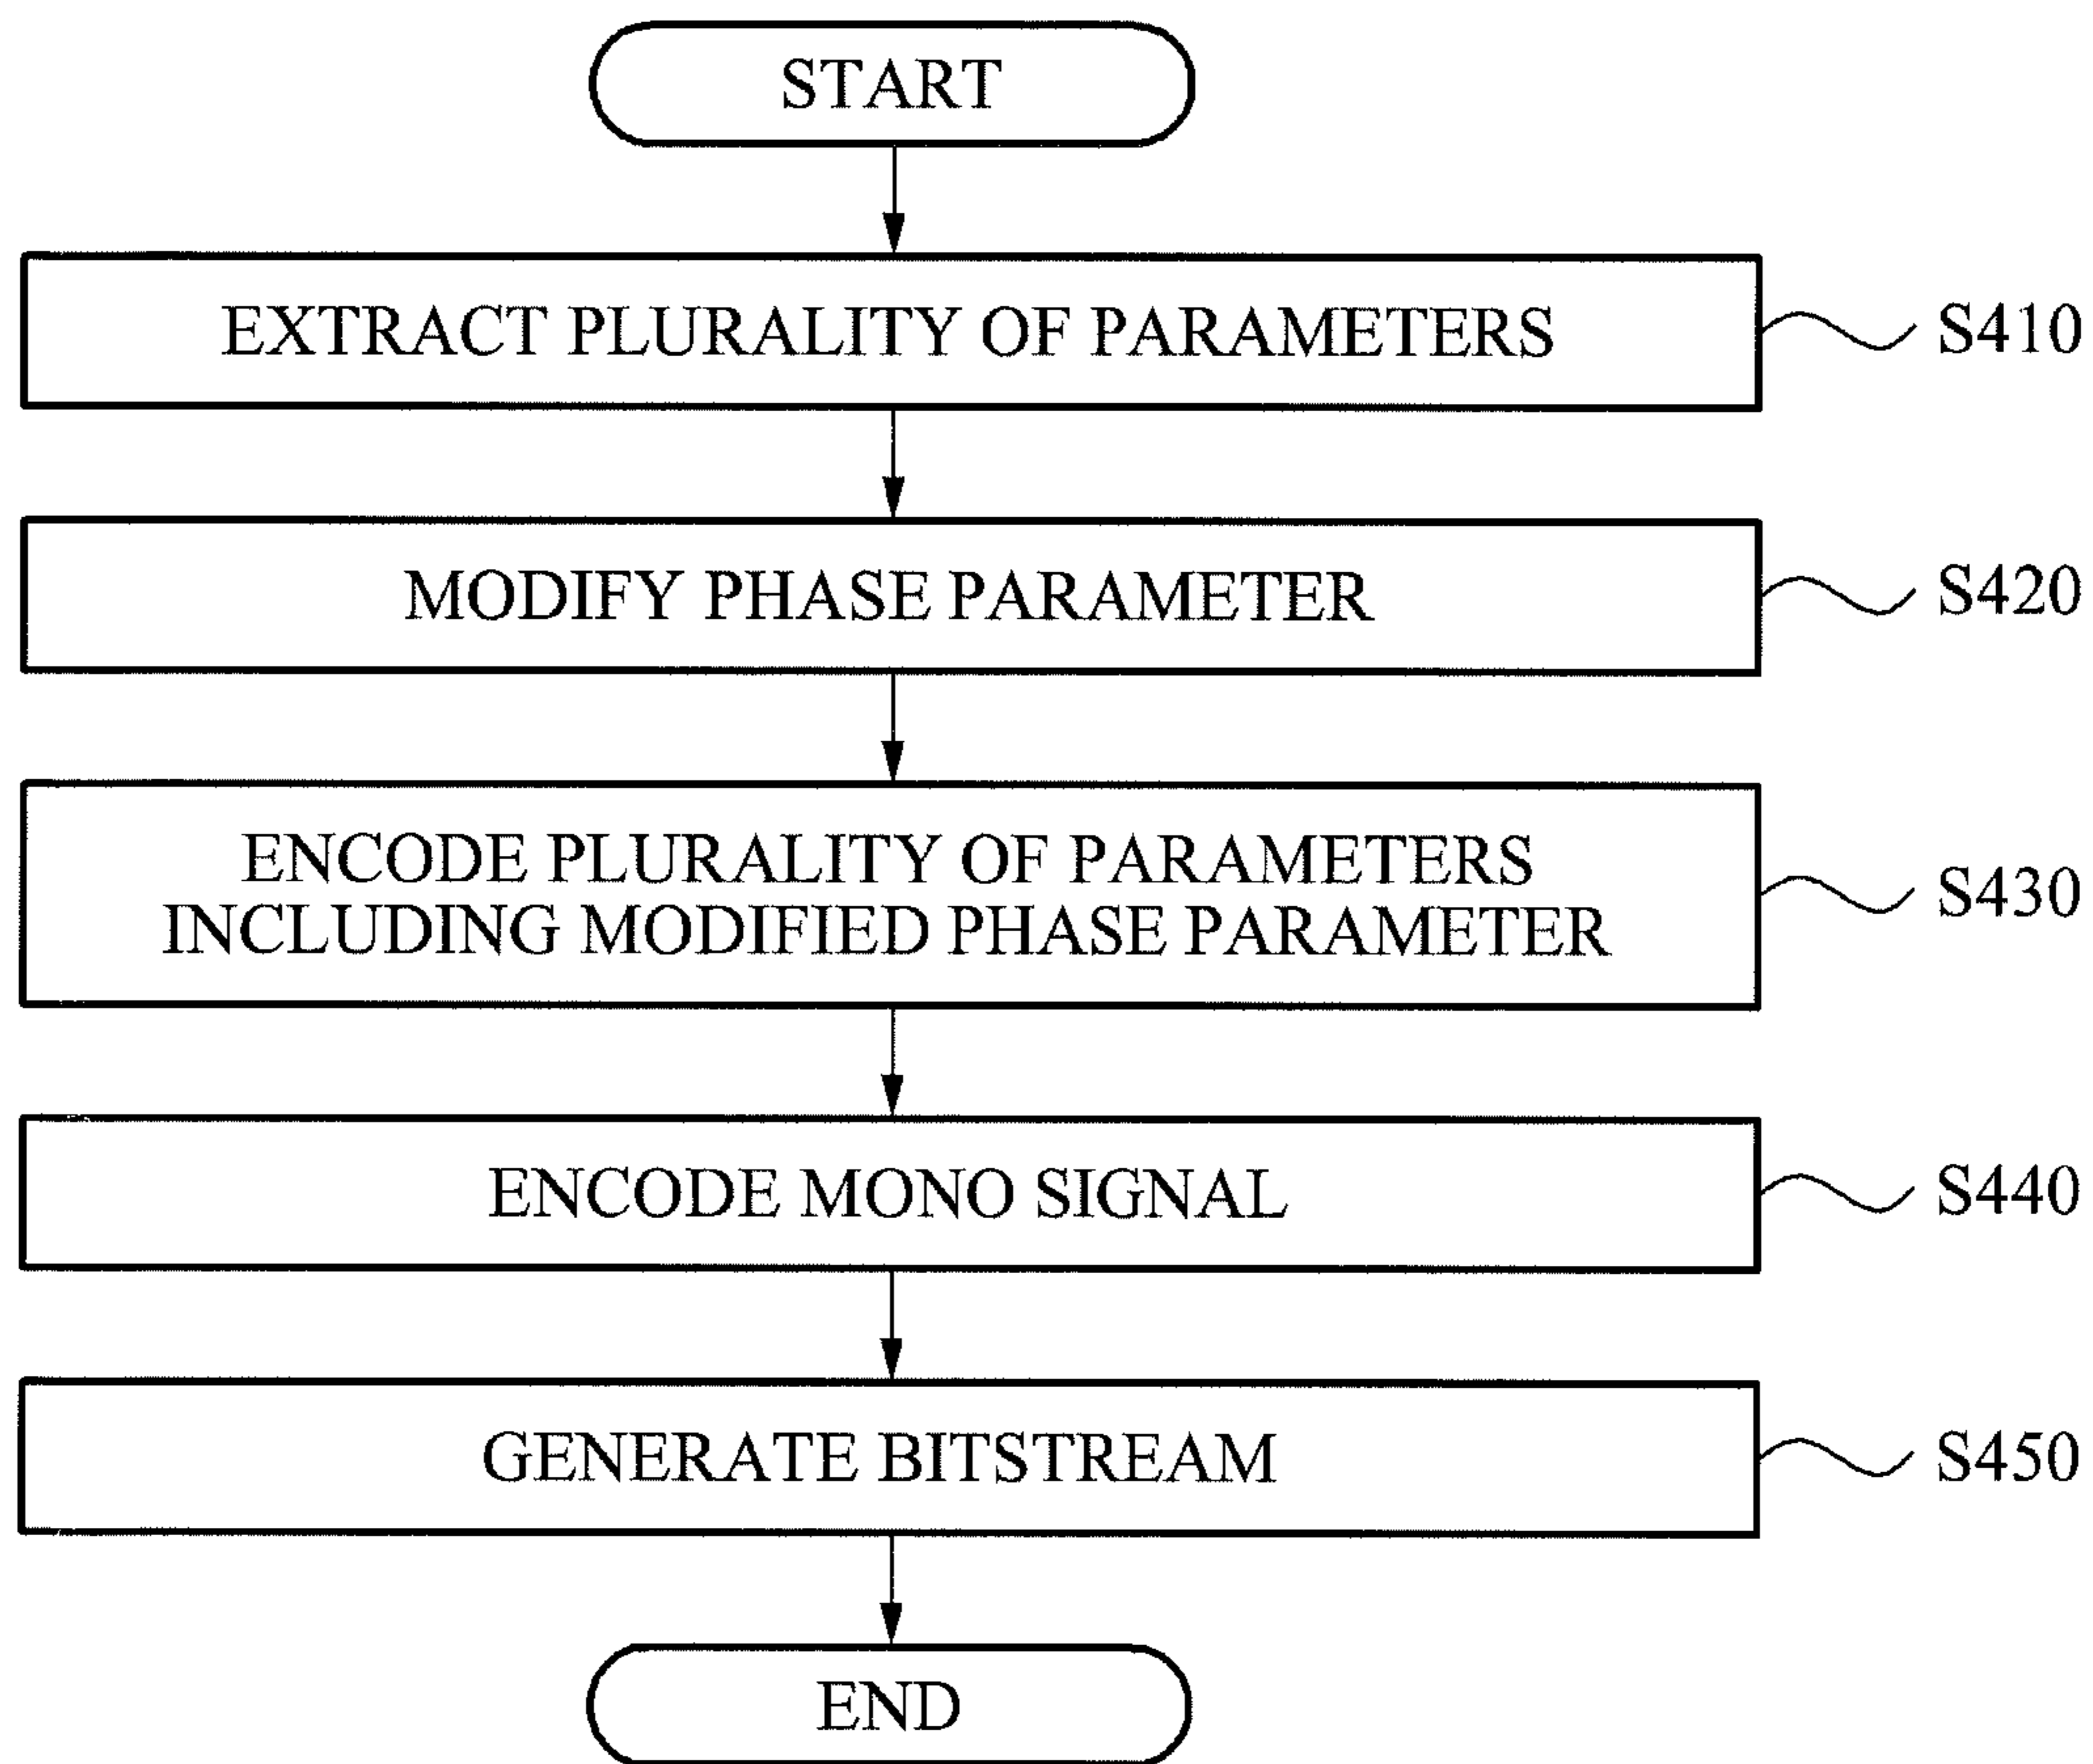 START
EXTRACT PLURALITY OF PARAMETERS
S410
MODIFY PHASE PARAMETER
S420
ENCODE PLURALITY OF PARAMETERS
INCLUDING MODIFIED PHASE PARAMETER
S430
ENCODE MONO SIGNAL
S440
GENERATE BITSTREAM
S450
END